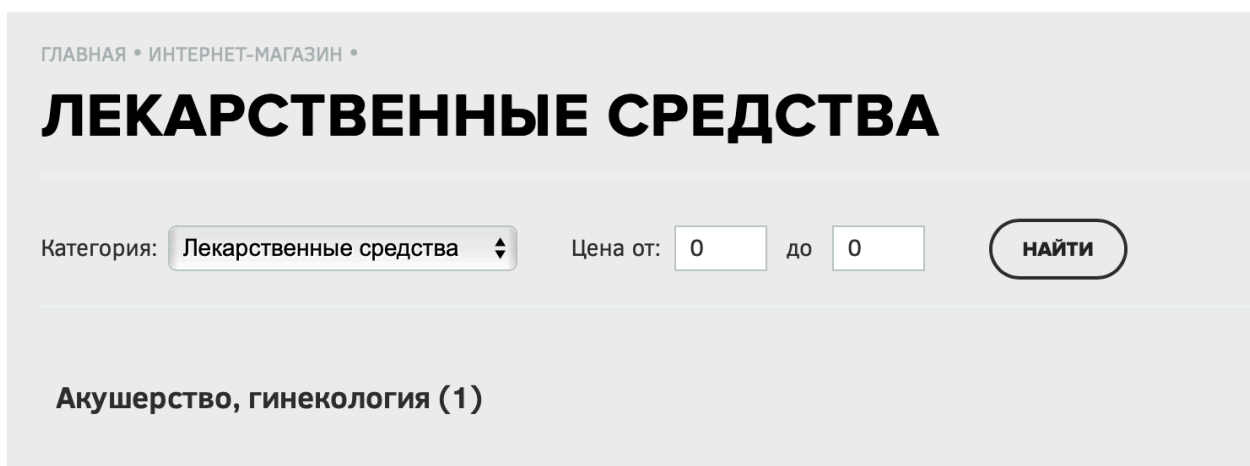 ГЛАВНАЯ • ИНТЕРНЕТ-МАГАЗИН •
ЛЕКАРСТВЕННЫЕ СРЕДСТВА
Категория: Лекарственные средства Цена от: 0 до 0 НАЙТИ
Акушерство, гинекология (1)